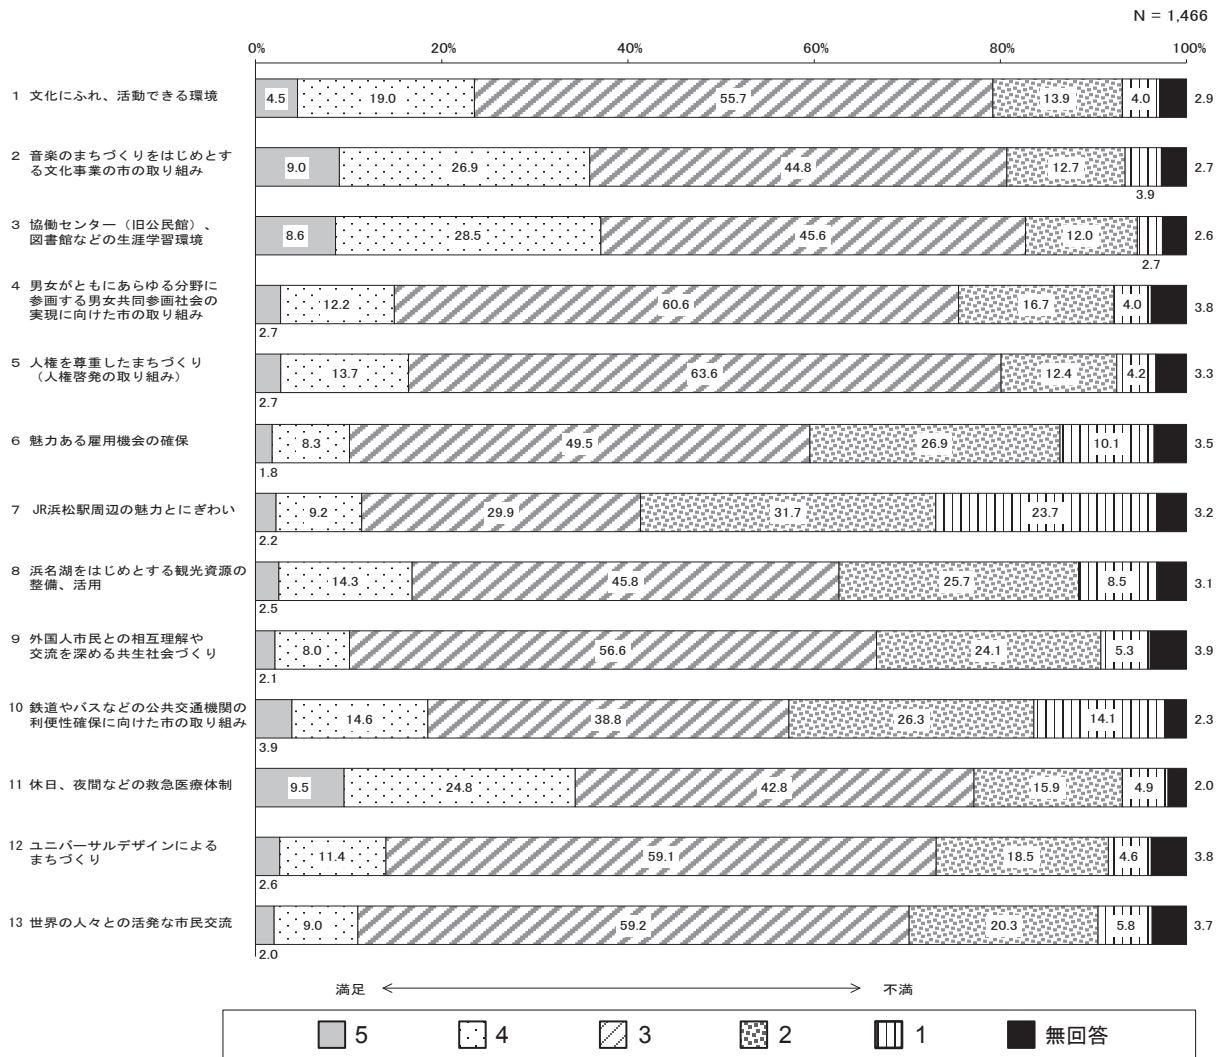 N = 1,466
0% 20% 40% 60% 80% 100%
1 文化にふれ、活動できる環境
4.5 19.0 55.7 13.9 4.0 2.9
2 音楽のまちづくりをはじめとす
る文化事業の市の取り組み
9.0 26.9 44.8 12.7 2.7
3.9
3 協働センター（旧公民館）、
図書館などの生涯学習環境
8.6 28.5 45.6 12.0 2.6
2.7
4 男女がともにあらゆる分野に
参画する男女共同参画社会の
実現に向けた市の取り組み
12.2 60.6 16.7 4.0 3.8
2.7
5 人権を尊重したまちづくり
（人権啓発の取り組み）
13.7 63.6 12.4 4.2 3.3
2.7
6 魅力ある雇用機会の確保
8.3 49.5 26.9 10.1 3.5
1.8
7 JR浜松駅周辺の魅力とにぎわい
9.2 29.9 31.7 23.7 3.2
2.2
8 浜名湖をはじめとする観光資源の
整備、活用
14.3 45.8 25.7 8.5 3.1
2.5
9 外国人市民との相互理解や
交流を深める共生社会づくり
8.0 56.6 24.1 5.3 3.9
2.1
10 鉄道やバスなどの公共交通機関の
利便性確保に向けた市の取り組み
14.6 38.8 26.3 14.1 2.3
3.9
11 休日、夜間などの救急医療体制
9.5 24.8 42.8 15.9 4.9 2.0
12 ユニバーサルデザインによる
まちづくり
11.4 59.1 18.5 4.6 3.8
2.6
13 世界の人々との活発な市民交流
9.0 59.2 20.3 5.8 3.7
2.0
満足 不満
5 4 3 2 1 無回答